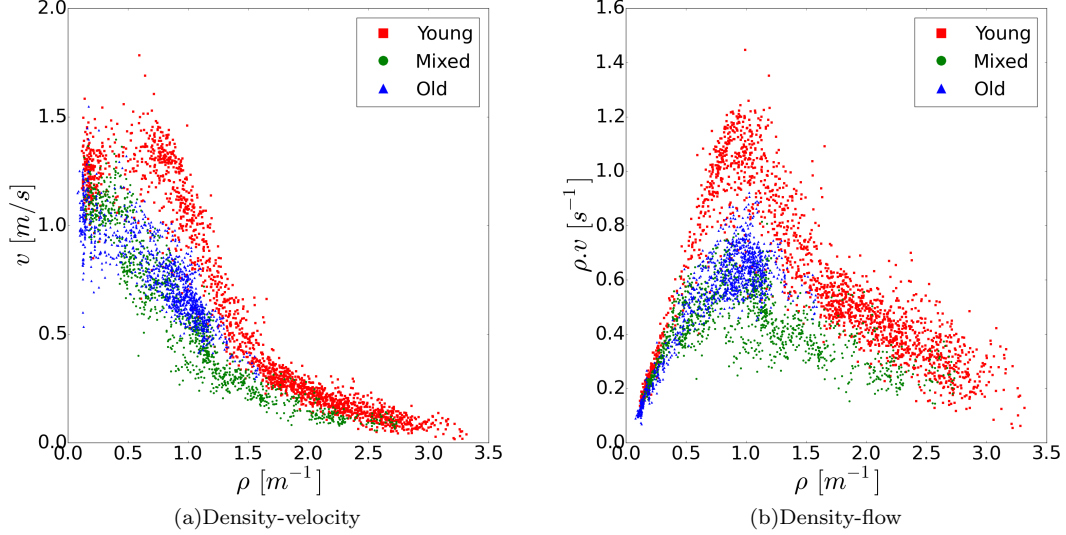 2.0
1.5
1.0
0.5
0.0
v [m/s]
Young
Mixed
Old
0.0 0.5 1.0 1.5 2.0 2.5 3.0 3.5
ρ [m⁻¹]
(a)Density-velocity
1.6
1.4
1.2
1.0
0.8
0.6
0.4
0.2
0.0
ρ.v [s⁻¹]
Young
Mixed
Old
0.0 0.5 1.0 1.5 2.0 2.5 3.0 3.5
ρ [m⁻¹]
(b)Density-flow